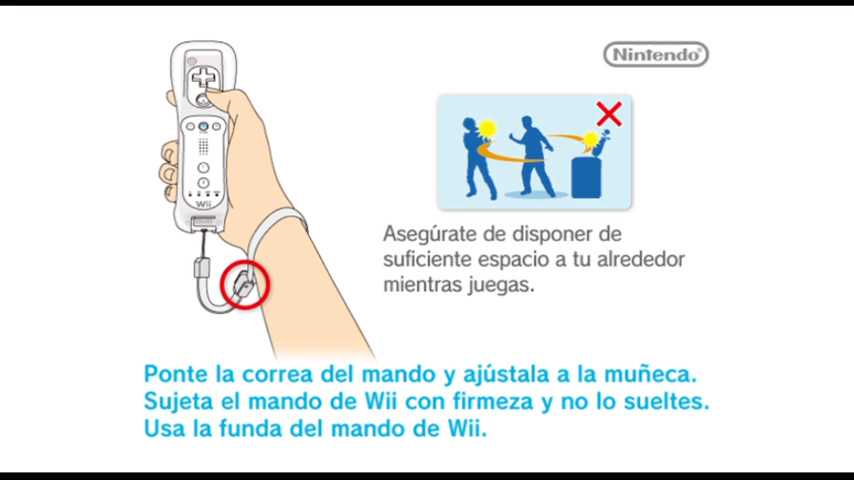 Nintendo®
Asegúrate de disponer de
suficiente espacio a tu alrededor
mientras juegas.
Wii
Ponte la correa del mando y ajústala a la muñeca.
Sujeta el mando de Wii con firmeza y no lo sueltes.
Usa la funda del mando de Wii.